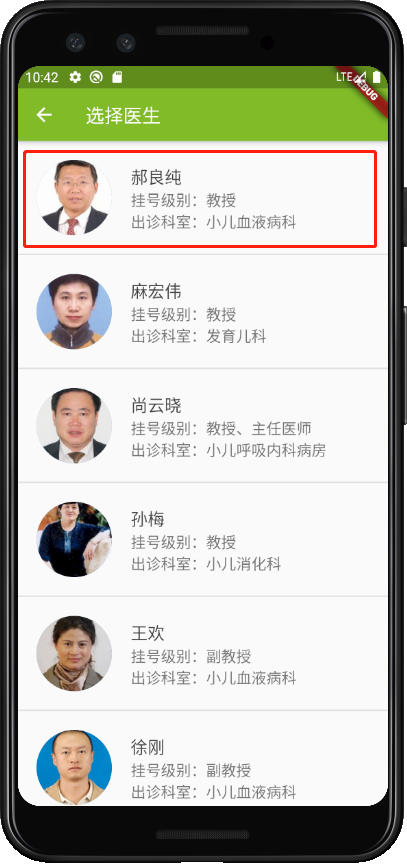 10:42
LTE
DEBUG
选择医生
郝良纯
挂号级别：教授
出诊科室：小儿血液病科
麻宏伟
挂号级别：教授
出诊科室：发育儿科
尚云晓
挂号级别：教授、主任医师
出诊科室：小儿呼吸内科病房
孙梅
挂号级别：教授
出诊科室：小儿消化科
王欢
挂号级别：副教授
出诊科室：小儿血液病科
徐刚
挂号级别：副教授
出诊科室：小儿血液病科